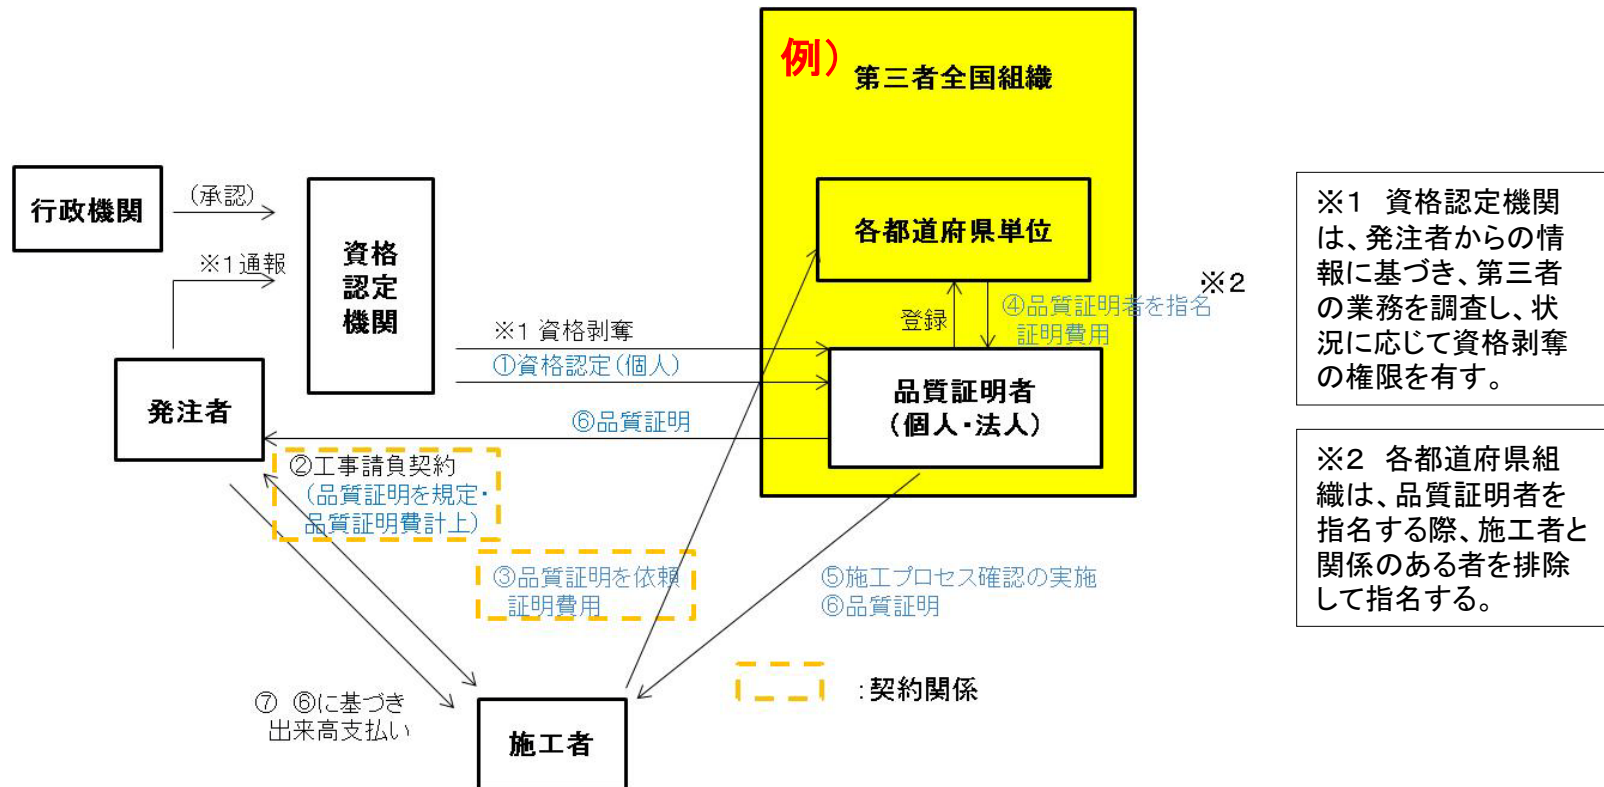 例)
第三者全国組織
行政機関
(承認)
※1通報
資格
認定
機関
各都道府県単位
※2
登録
④品質証明者を指名
証明費用
※1 資格剥奪
①資格認定(個人)
発注者
⑥品質証明
品質証明者
(個人・法人)
②工事請負契約
(品質証明を規定・
品質証明費計上)
③品質証明を依頼
証明費用
⑤施工プロセス確認の実施
⑥品質証明
⑦ ⑥に基づき
出来高支払い
施工者
:契約関係
※1 資格認定機関
は、発注者からの情
報に基づき、第三者
の業務を調査し、状
況に応じて資格剥奪
の権限を有す。
※2 各都道府県組
織は、品質証明者を
指名する際、施工者と
関係のある者を排除
して指名する。